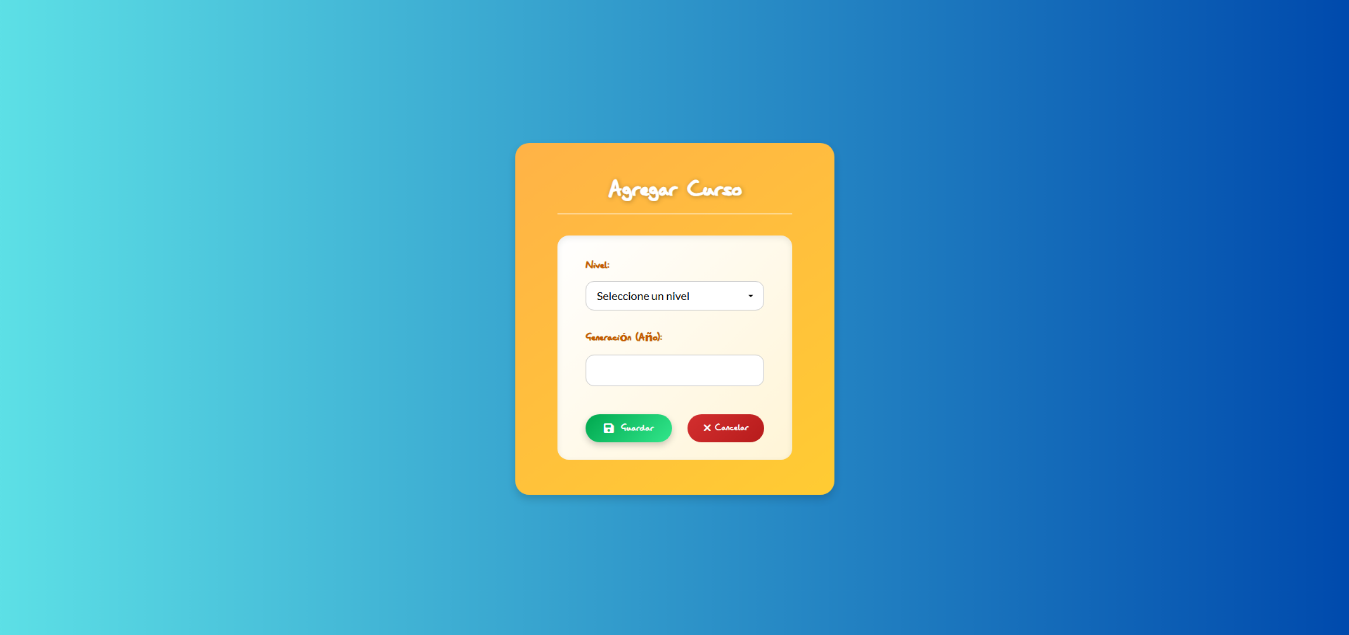 Agregar Curso
Nivel:
Seleccione un nivel
Generación (Año):
Guardar
Cancelar